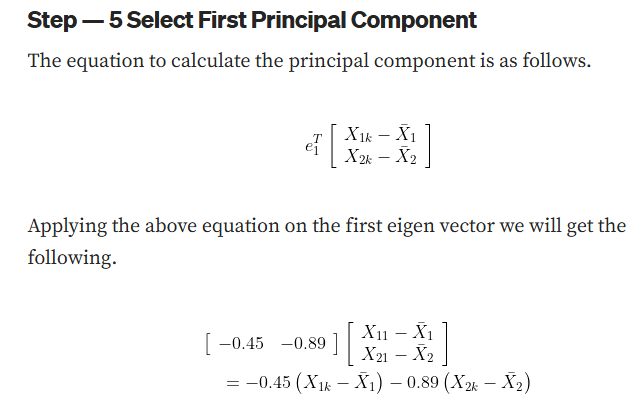 Step — 5 Select First Principal Component
The equation to calculate the principal component is as follows.
e₁ᵀ [ X₁ₖ − X̄₁
X₂ₖ − X̄₂ ]
Applying the above equation on the first eigen vector we will get the
following.
[ −0.45 −0.89 ] [ X₁₁ − X̄₁
X₂₁ − X̄₂ ]
= −0.45 (X₁ₖ − X̄₁) − 0.89 (X₂ₖ − X̄₂)